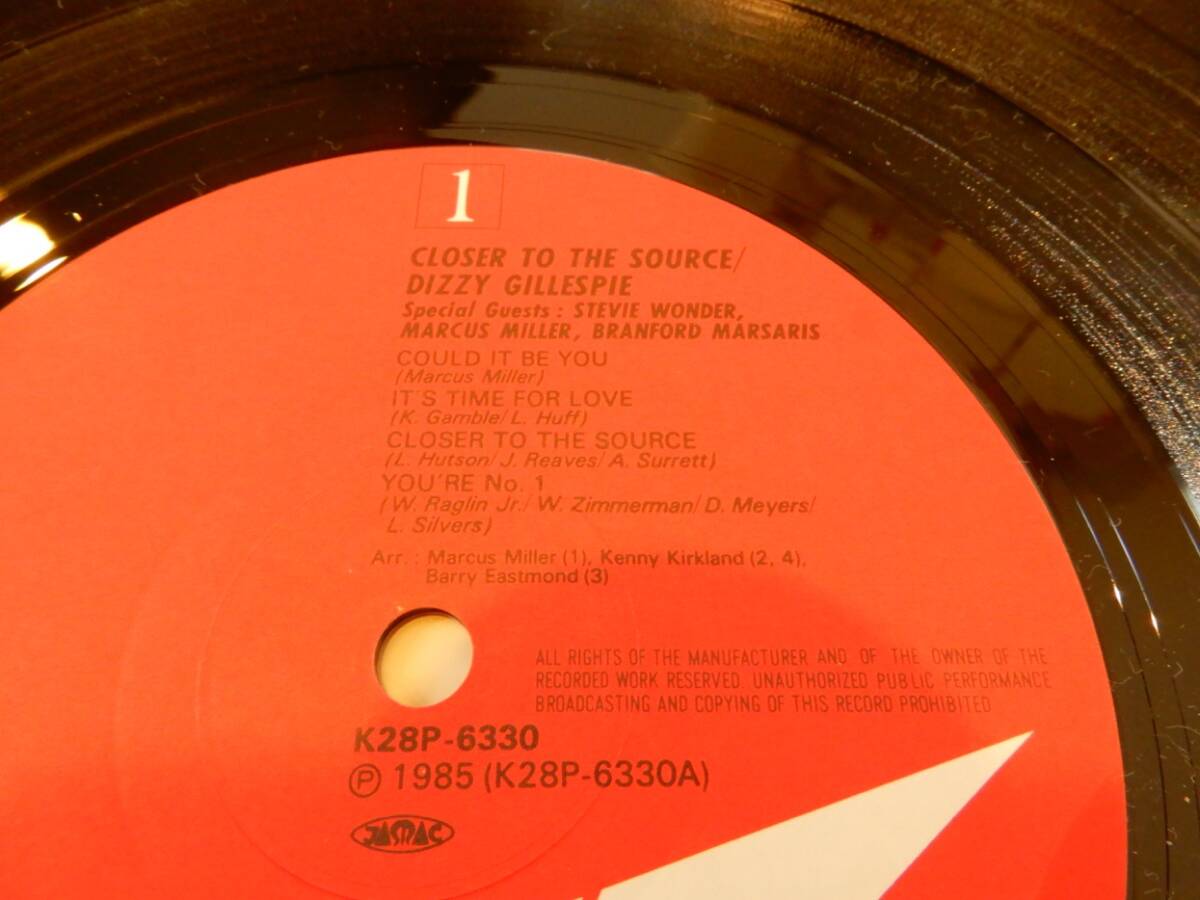 1
CLOSER TO THE SOURCE/
DIZZY GILLESPIE
Special Guests : STEVIE WONDER,
MARCUS MILLER, BRANFORD MARSARIS
COULD IT BE YOU
(Marcus Miller)
IT'S TIME FOR LOVE
(K. Gamble/L. Huff)
CLOSER TO THE SOURCE
(L. Hutson/J. Reaves/A. Surrett)
YOU'RE No. 1
(W. Raglin Jr./W. Zimmerman/D. Meyers/
L. Silvers)
Arr. : Marcus Miller (1), Kenny Kirkland (2, 4),
Barry Eastmond (3)
ALL RIGHTS OF THE MANUFACTURER AND OF THE OWNER OF THE
RECORDED WORK RESERVED. UNAUTHORIZED PUBLIC PERFORMANCE
BROADCASTING AND COPYING OF THIS RECORD PROHIBITED
K28P-6330
Ⓟ 1985 (K28P-6330A)
JASRAC